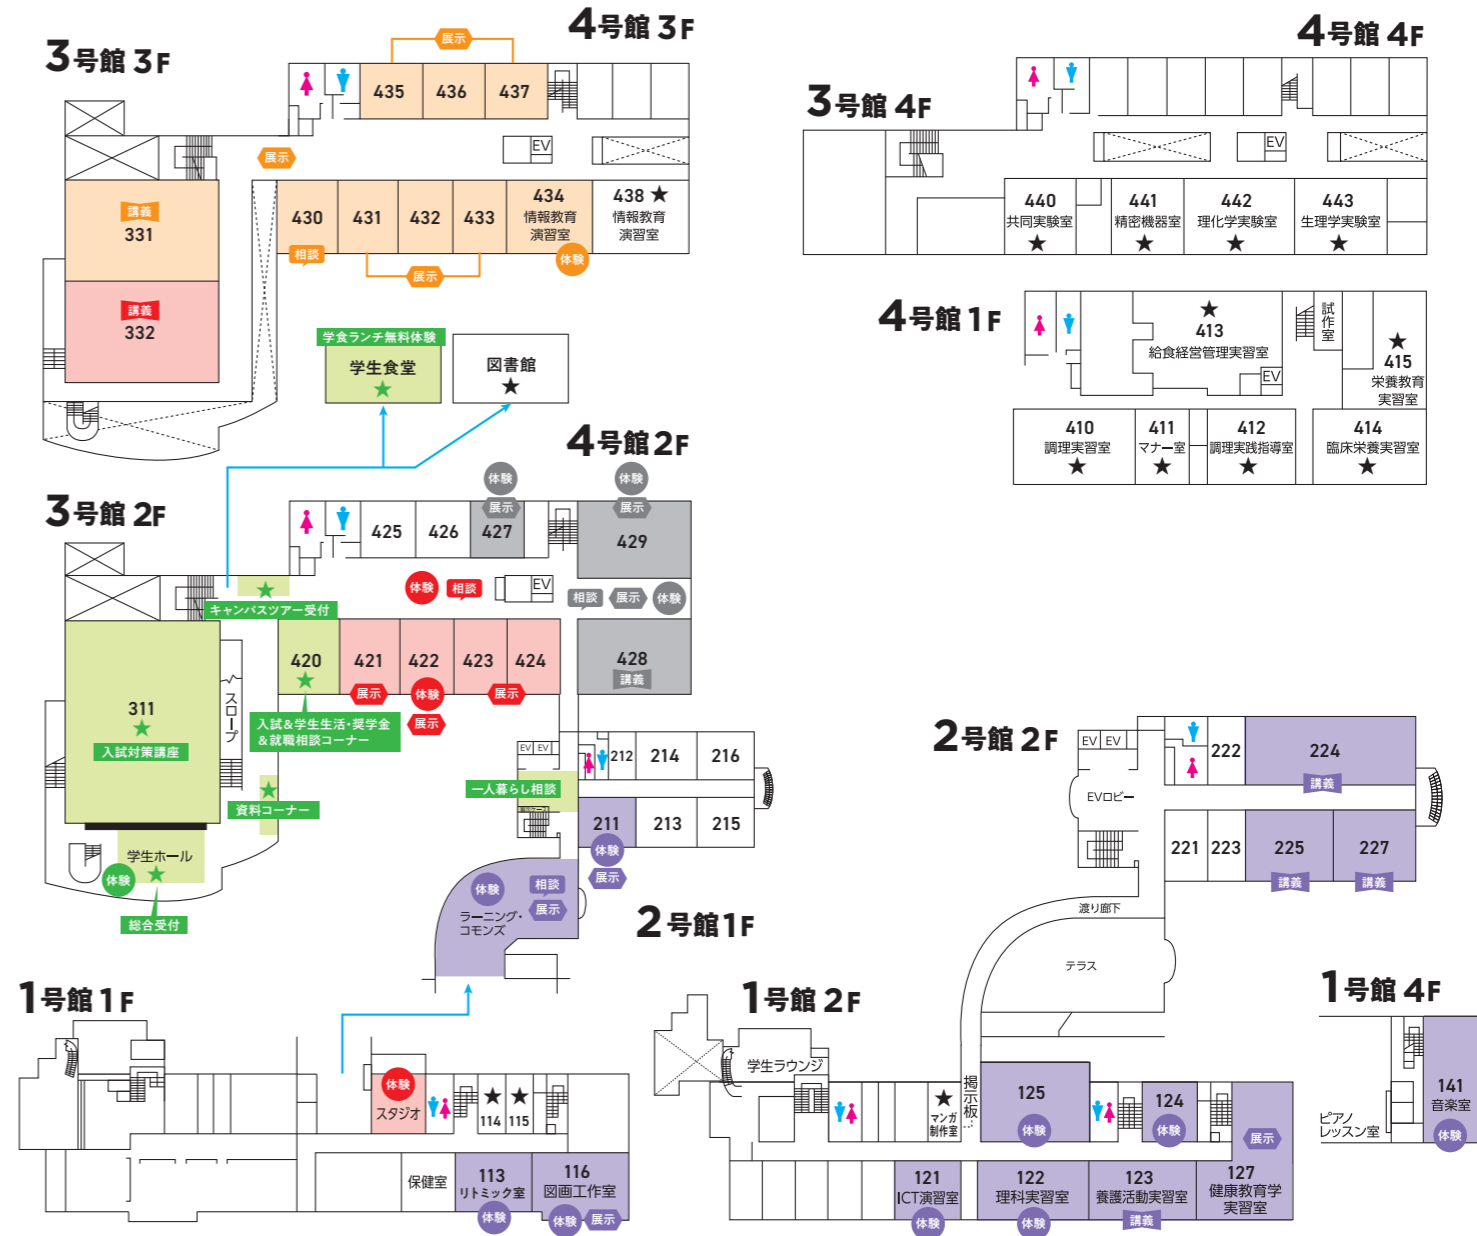 3号館 3F
4号館 3F
展示
435
436
437
EV
展示
講義
331
講義
332
430
相談
431
432
433
展示
434
情報教育
演習室
体験
438 ★
情報教育
演習室
学食ランチ無料体験
学生食堂
★
図書館
★
3号館 4F
4号館 4F
EV
440
共同実験室
★
441
精密機器室
★
442
理化学実験室
★
443
生理学実験室
★
4号館 1F
★
413
給食経営管理実習室
EV
試作室
★
415
栄養教育
実習室
410
調理実習室
★
411
マナー室
★
412
調理実践指導室
★
414
臨床栄養実習室
★
3号館 2F
4号館 2F
425
426
体験
展示
427
体験
展示
429
体験
相談
EV
相談
展示
体験
★
キャンパスツアー受付
420
★
入試&学生生活・奨学金
&就職相談コーナー
421
展示
422
体験
展示
423
424
展示
428
講義
311
★
入試対策講座
スロープ
★
資料コーナー
学生ホール
体験
★
総合受付
2号館 1F
EV
EV
一人暮らし相談
212
214
216
211
体験
展示
213
215
体験
相談
展示
ラーニング・
コモンズ
2号館 2F
EV
EV
EVロビー
222
224
講義
221
223
225
講義
227
講義
渡り廊下
テラス
1号館 1F
体験
スタジオ
★
114
★
115
保健室
113
リトミック室
体験
116
図画工作室
体験
展示
1号館 2F
学生ラウンジ
★
マンガ
制作室
掲示板
125
体験
124
体験
展示
121
ICT演習室
体験
122
理科実習室
体験
123
養護活動実習室
講義
127
健康教育学
実習室
1号館 4F
ピアノ
レッスン室
141
音楽室
体験